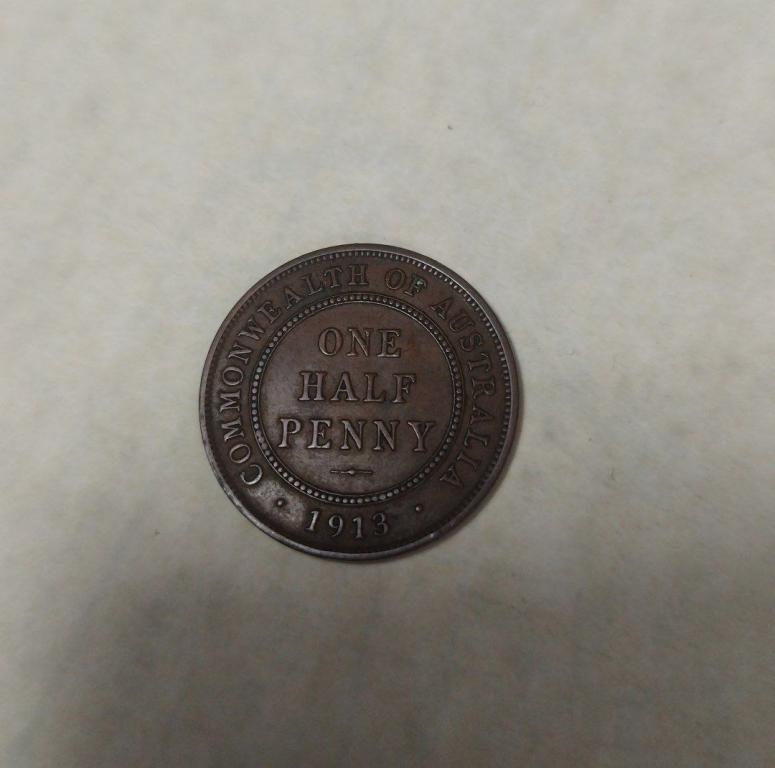 COMMONWEALTH OF AUSTRALIA
ONE
HALF
PENNY
· 1913 ·